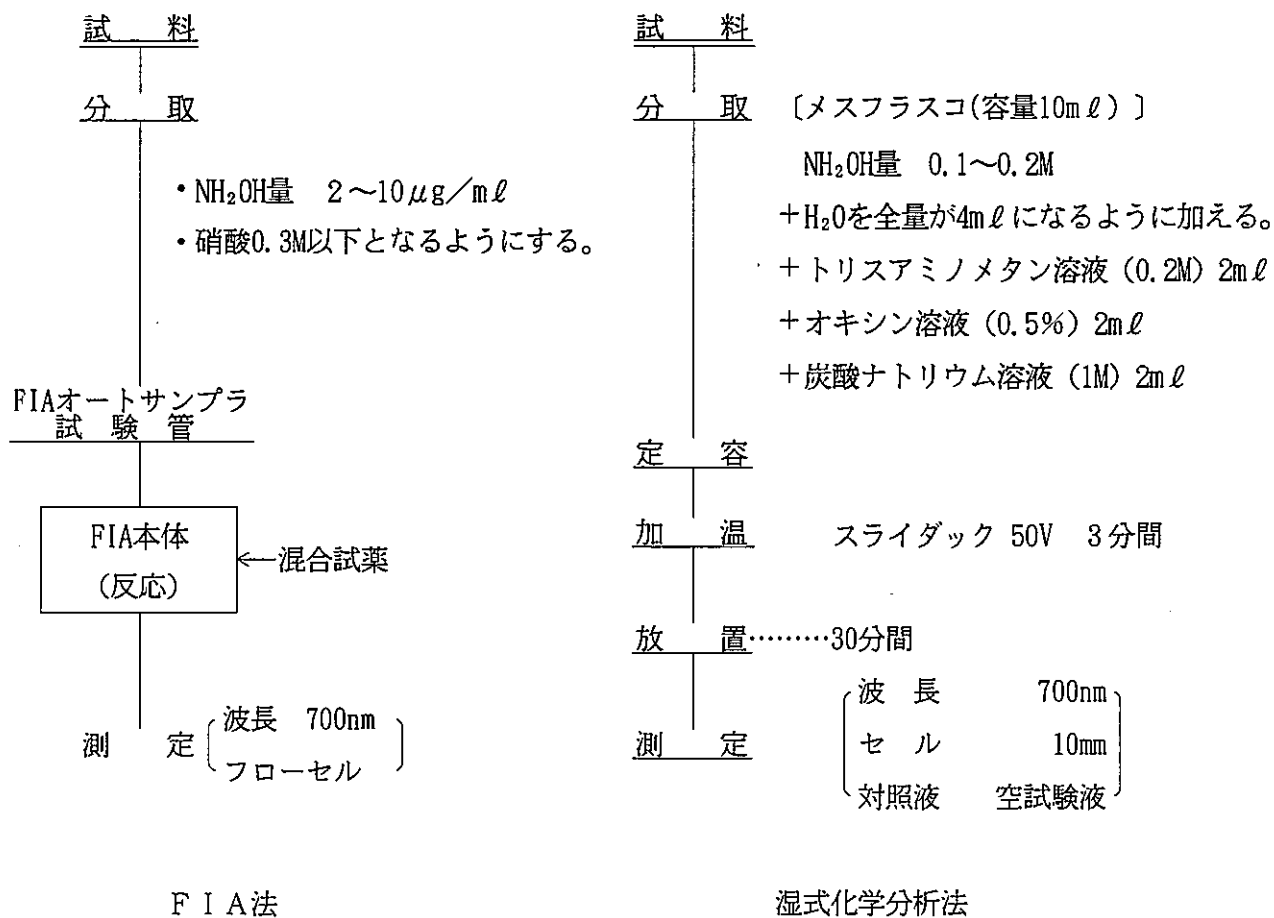 試　料
分　取
・NH₂OH量　2～10μg／mℓ
・硝酸0.3M以下となるようにする。
FIAオートサンプラ
試　験　管
FIA本体
(反応)
←混合試薬
測　定
波長　700nm
フローセル
ＦＩＡ法
試　料
分　取　〔メスフラスコ(容量10mℓ)〕
NH₂OH量　0.1～0.2M
＋H₂Oを全量が4mℓになるように加える。
＋トリスアミノメタン溶液（0.2M）2mℓ
＋オキシン溶液（0.5%）2mℓ
＋炭酸ナトリウム溶液（1M）2mℓ
定　容
加　温　スライダック 50V　3分間
放　置………30分間
測　定
波　長　700nm
セ　ル　10mm
対照液　空試験液
湿式化学分析法